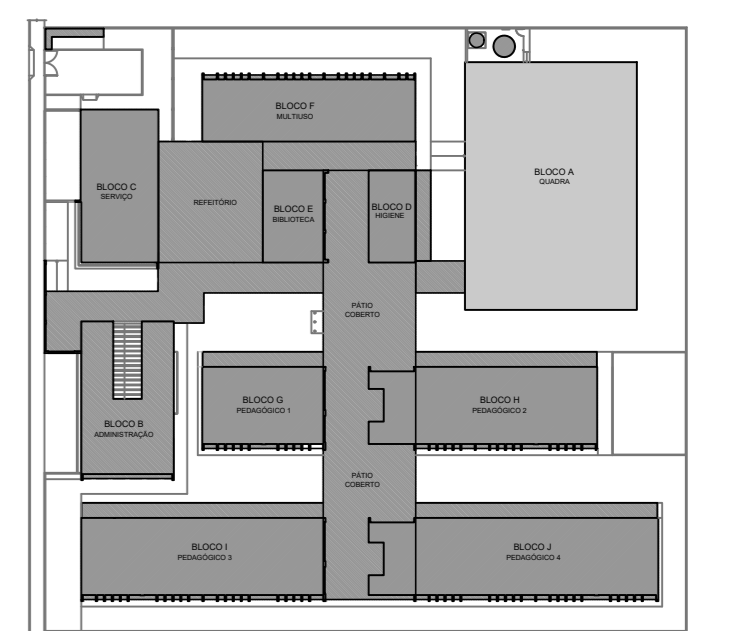 BLOCO F
MULTIUSO
BLOCO A
QUADRA
BLOCO C
SERVIÇO
REFEITÓRIO
BLOCO E
BIBLIOTECA
BLOCO D
HIGIENE
PÁTIO
COBERTO
BLOCO G
PEDAGÓGICO 1
BLOCO H
PEDAGÓGICO 2
BLOCO B
ADMINISTRAÇÃO
PÁTIO
COBERTO
BLOCO I
PEDAGÓGICO 3
BLOCO J
PEDAGÓGICO 4